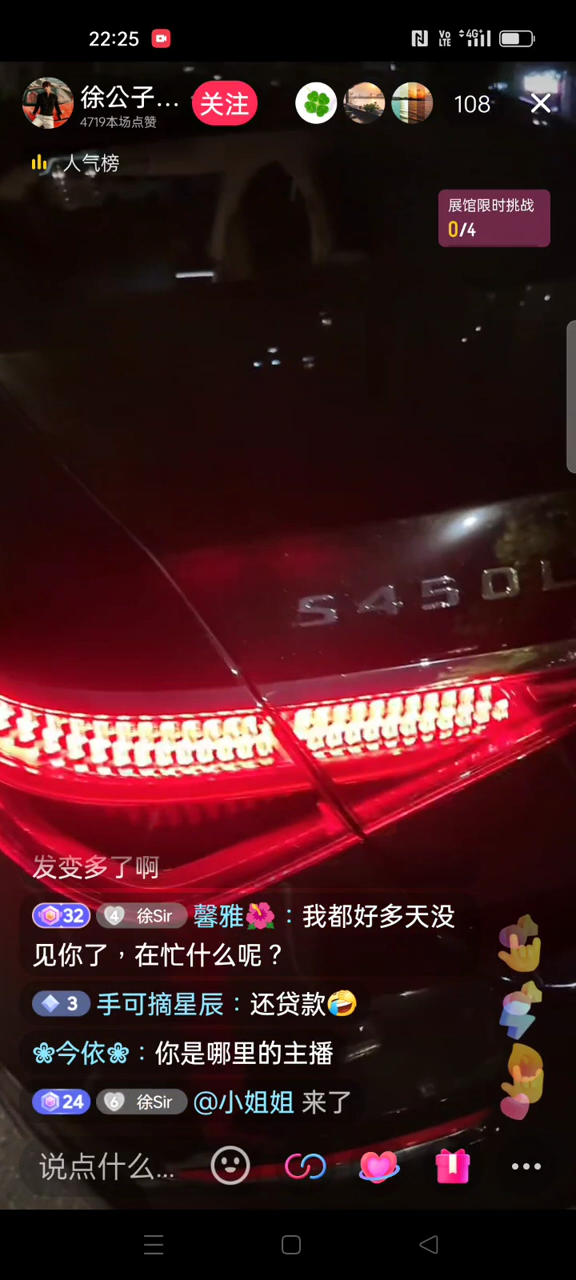 22:25
Vo
LTE
4G+
徐公子...
4719本场点赞
关注
108
人气榜
展馆限时挑战
0/4
S450L
发变多了啊
32 4 徐Sir 馨雅🌺：我都好多天没
见你了，在忙什么呢？
3 手可摘星辰：还贷款🤣
❀今依❀：你是哪里的主播
24 6 徐Sir @小姐姐 来了
说点什么...